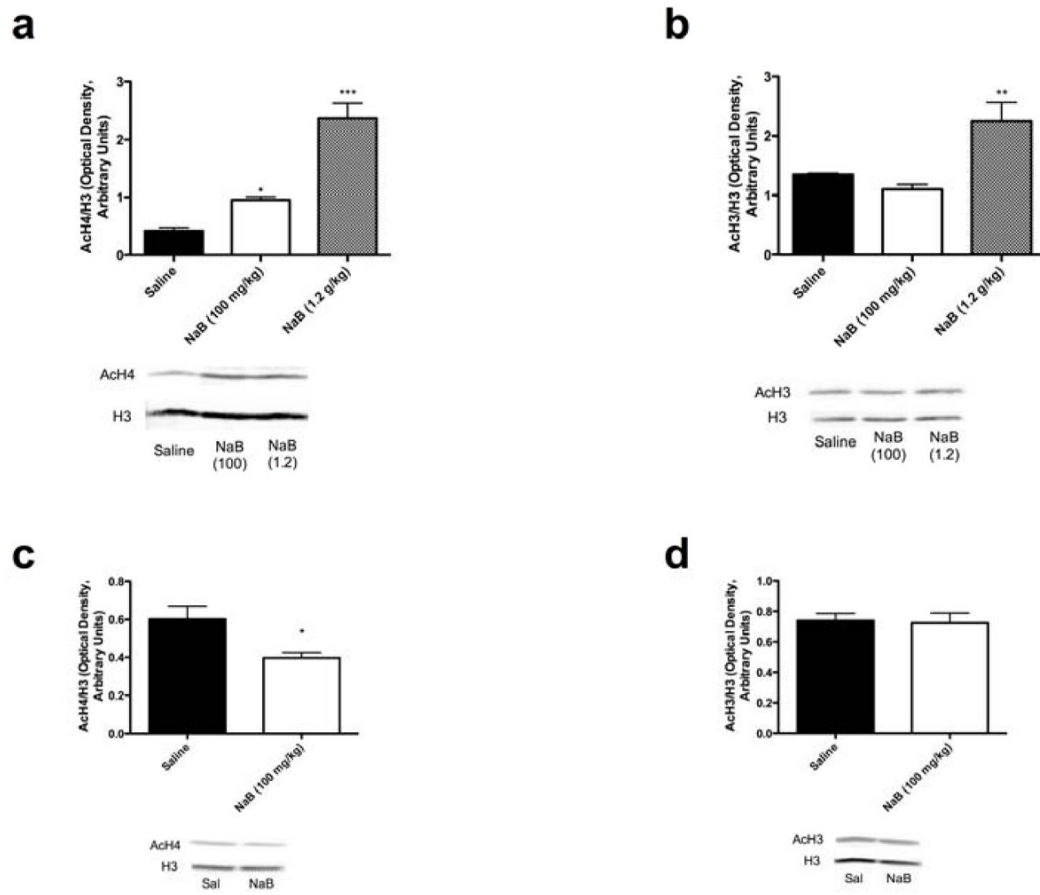 a
AcH4/H3 (Optical Density,
Arbitrary Units)
3
2
1
0
*
***
Saline
NaB (100 mg/kg)
NaB (1.2 g/kg)
AcH4
H3
Saline
NaB
(100)
NaB
(1.2)
b
AcH3/H3 (Optical Density,
Arbitrary Units)
3
2
1
0
**
Saline
NaB (100 mg/kg)
NaB (1.2 g/kg)
AcH3
H3
Saline
NaB
(100)
NaB
(1.2)
c
AcH4/H3 (Optical Density,
Arbitrary Units)
0.8
0.6
0.4
0.2
0.0
*
Saline
NaB (100 mg/kg)
AcH4
H3
Sal NaB
d
AcH3/H3 (Optical Density,
Arbitrary Units)
1.0
0.8
0.6
0.4
0.2
0.0
Saline
NaB (100 mg/kg)
AcH3
H3
Sal NaB